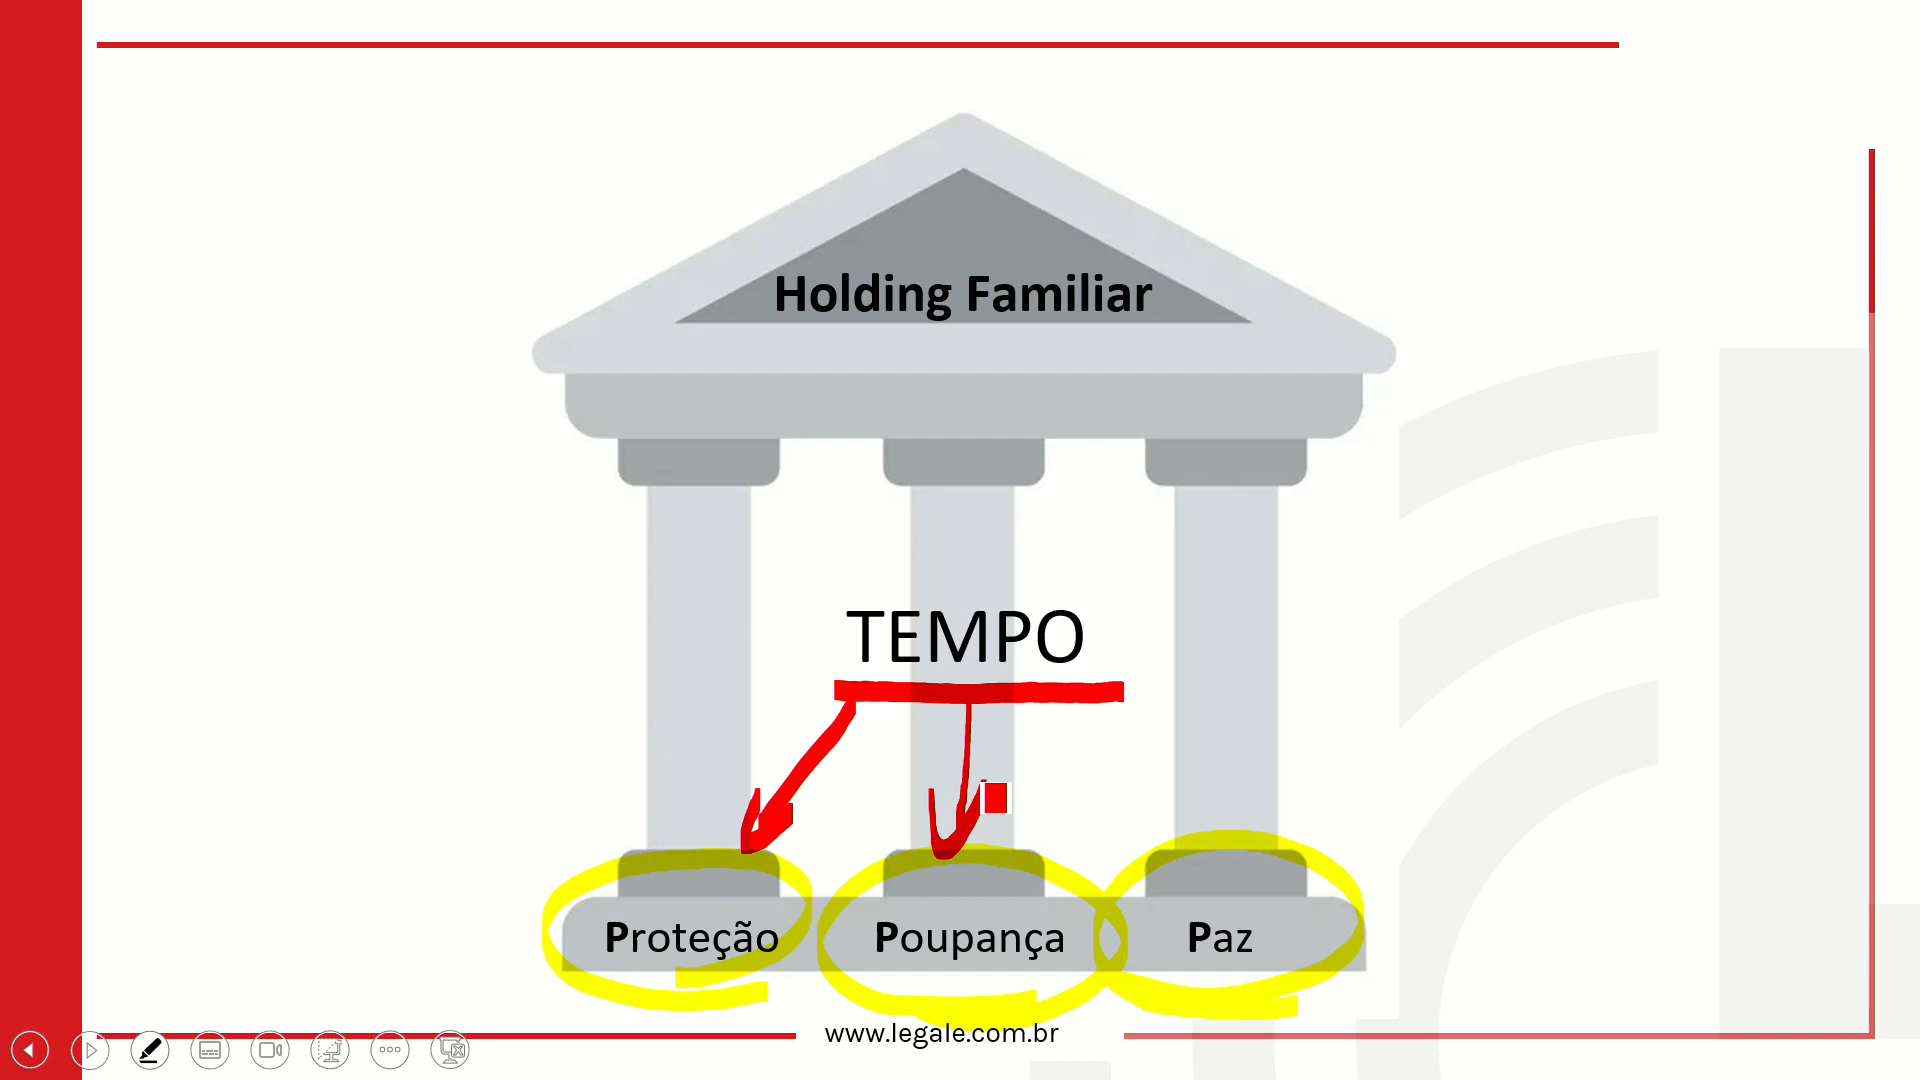 Holding Familiar
TEMPO
Proteção
Poupança
Paz
www.legale.com.br